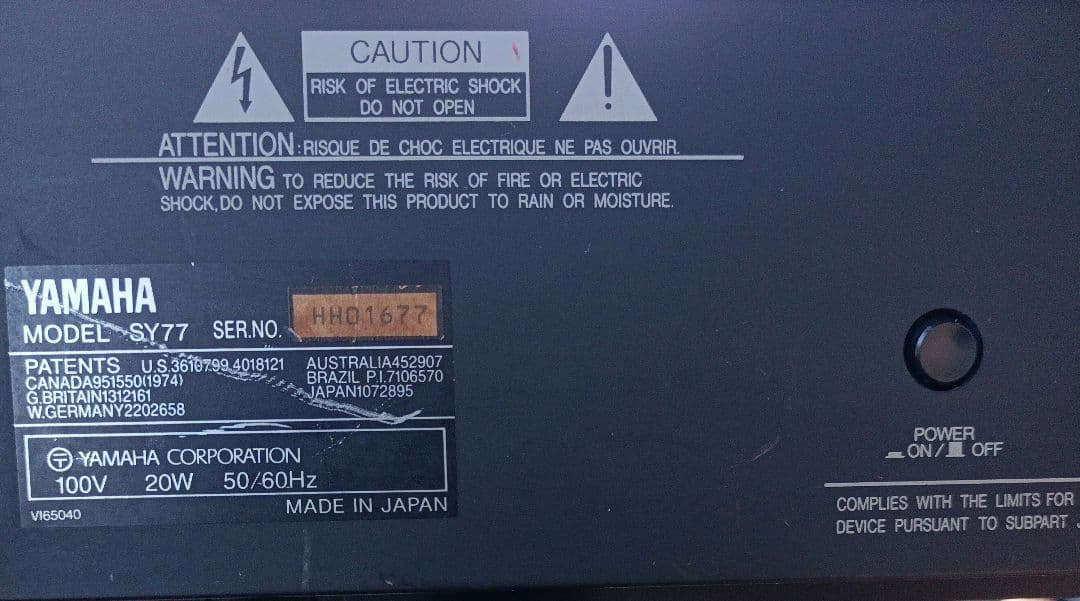 CAUTION
RISK OF ELECTRIC SHOCK
DO NOT OPEN
ATTENTION:RISQUE DE CHOC ELECTRIQUE NE PAS OUVRIR.
WARNING TO REDUCE THE RISK OF FIRE OR ELECTRIC
SHOCK,DO NOT EXPOSE THIS PRODUCT TO RAIN OR MOISTURE.
YAMAHA
MODEL SY77 SER.NO. HH01677
PATENTS U.S.3610799 4018121 AUSTRALIA452907
CANADA951550(1974) BRAZIL P.I.7106570
G.BRITAIN1312161 JAPAN1072895
W.GERMANY2202658
YAMAHA CORPORATION
100V 20W 50/60Hz
MADE IN JAPAN
VI65040
POWER
ON/ OFF
COMPLIES WITH THE LIMITS FOR
DEVICE PURSUANT TO SUBPART